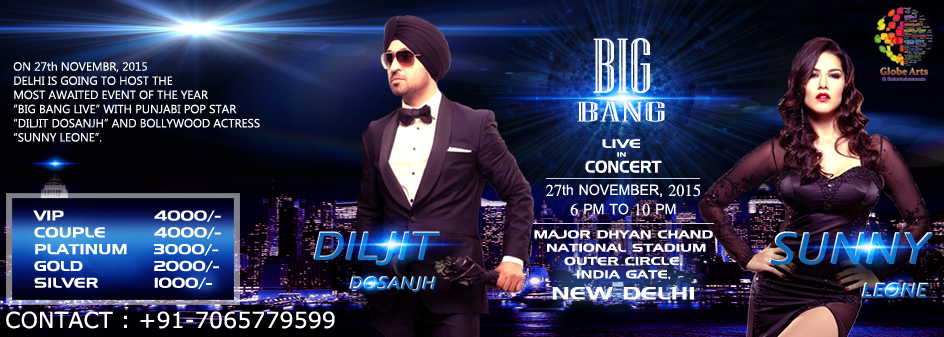 ON 27th NOVEMBR, 2015
DELHI IS GOING TO HOST THE
MOST AWAITED EVENT OF THE YEAR
"BIG BANG LIVE" WITH PUNJABI POP STAR
"DILJIT DOSANJH" AND BOLLYWOOD ACTRESS
"SUNNY LEONE".
VIP 4000/-
COUPLE 4000/-
PLATINUM 3000/-
GOLD 2000/-
SILVER 1000/-
CONTACT : +91-7065779599
DILJIT
DOSANJH
BIG
BANG
LIVE
IN
CONCERT
27th NOVEMBER, 2015
6 PM TO 10 PM
MAJOR DHYAN CHAND
NATIONAL STADIUM
OUTER CIRCLE,
INDIA GATE,
NEW DELHI
Globe Arts
& Entertainments
SUNNY
LEONE